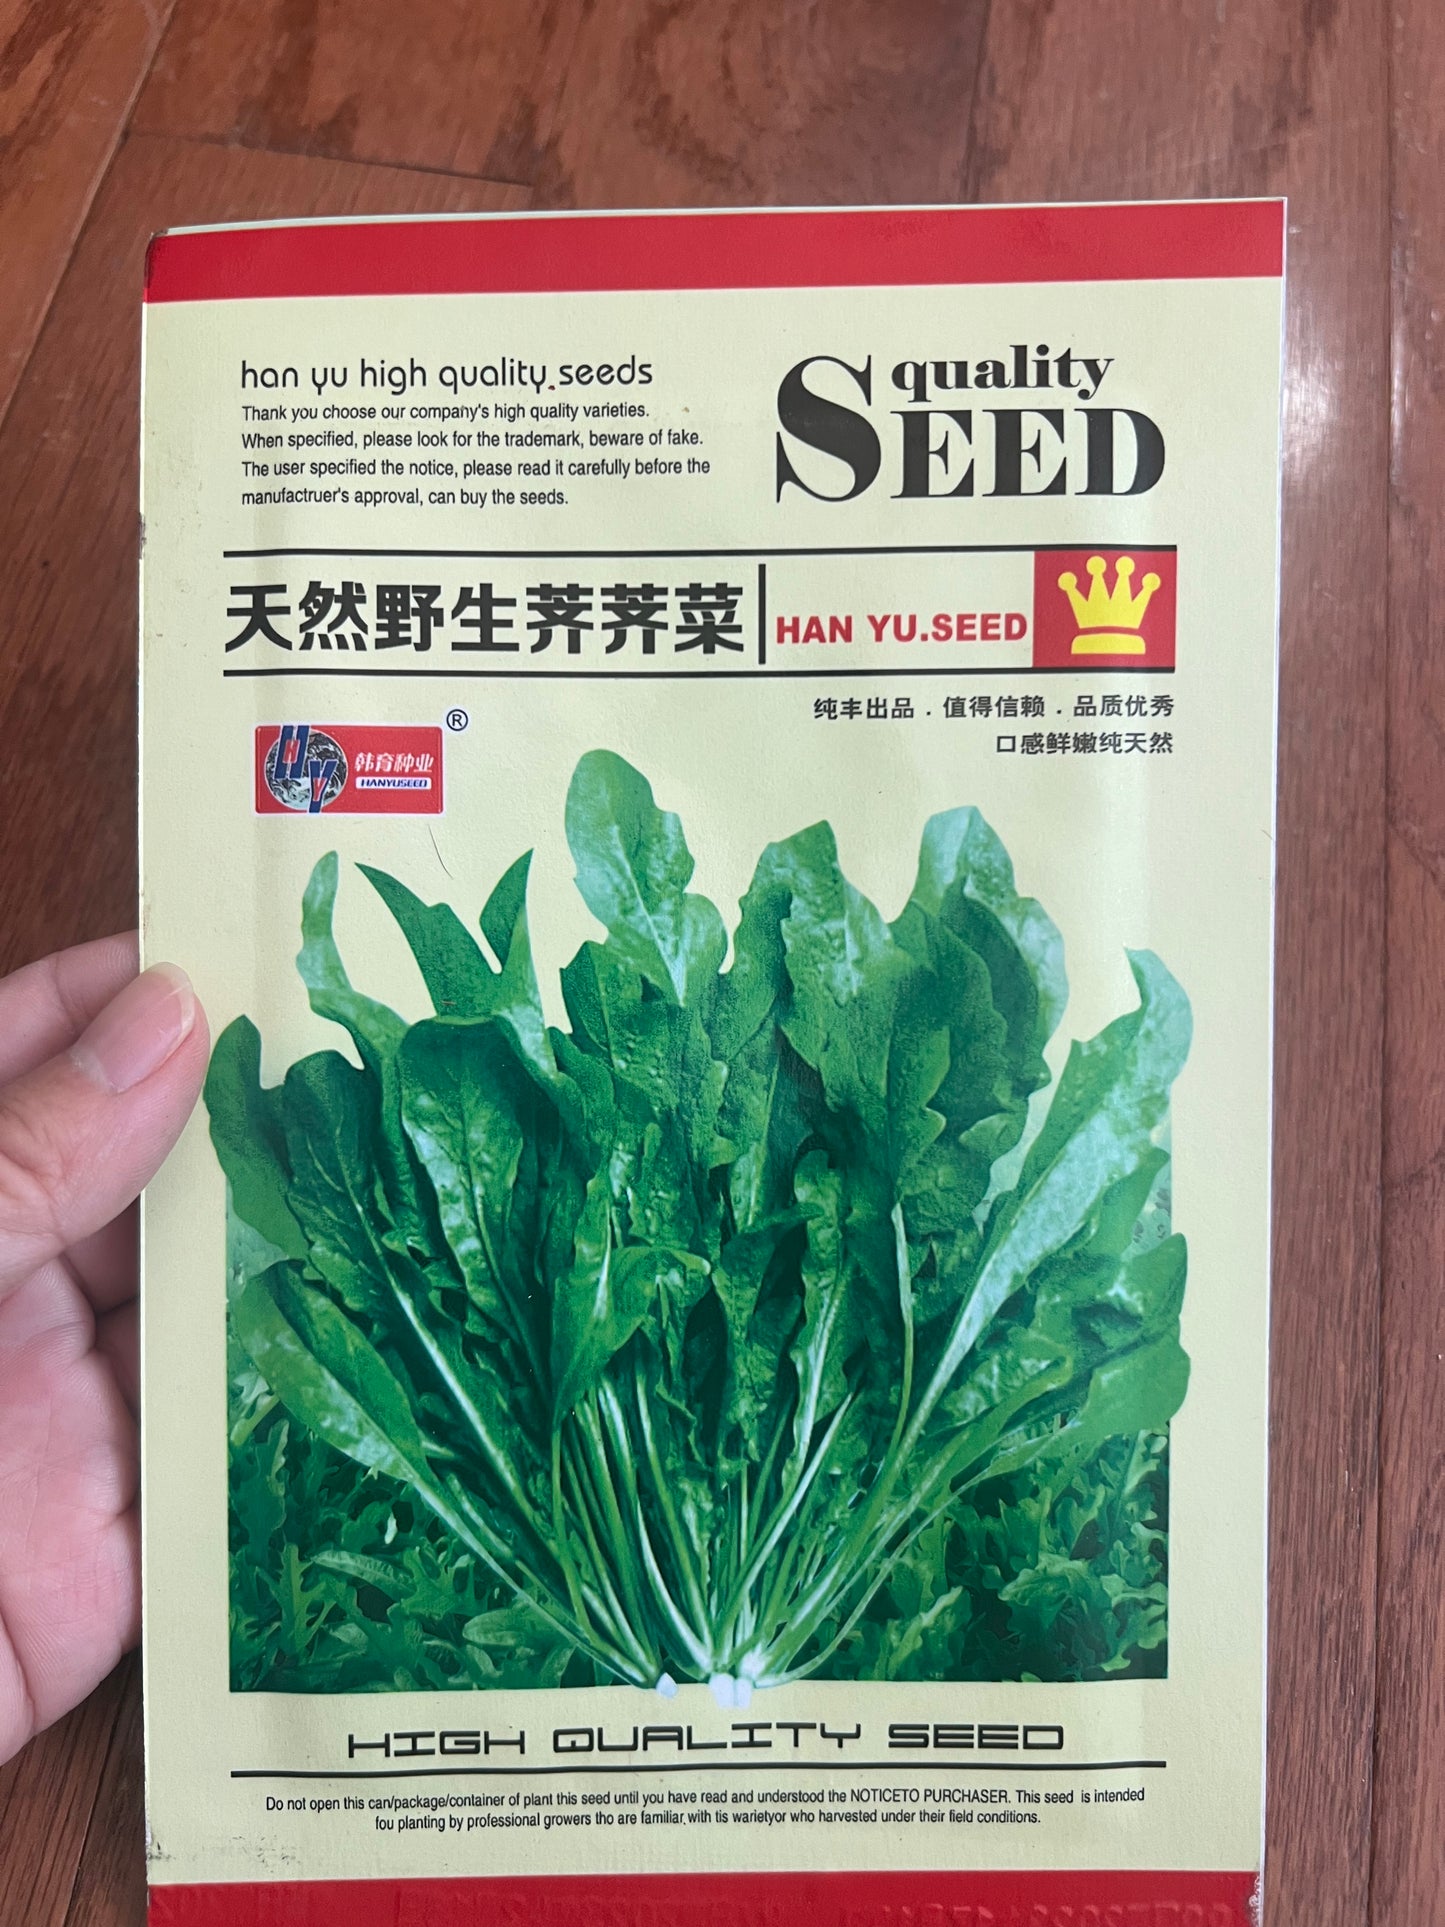 han yu high quality seeds
Thank you choose our company's high quality varieties.
When specified, please look for the trademark, beware of fake.
The user specified the notice, please read it carefully before the
manufactruer's approval, can buy the seeds.
quality
SEED
天然野生荠荠菜
HAN YU.SEED
纯丰出品．值得信赖．品质优秀
口感鲜嫩纯天然
®
HY
韩育种业
HANYUSEED
HIGH QUALITY SEED
Do not open this can/package/container of plant this seed until you have read and understood the NOTICETO PURCHASER. This seed is intended
fou planting by professional growers tho are familiar with tis warietyor who harvested under their field conditions.